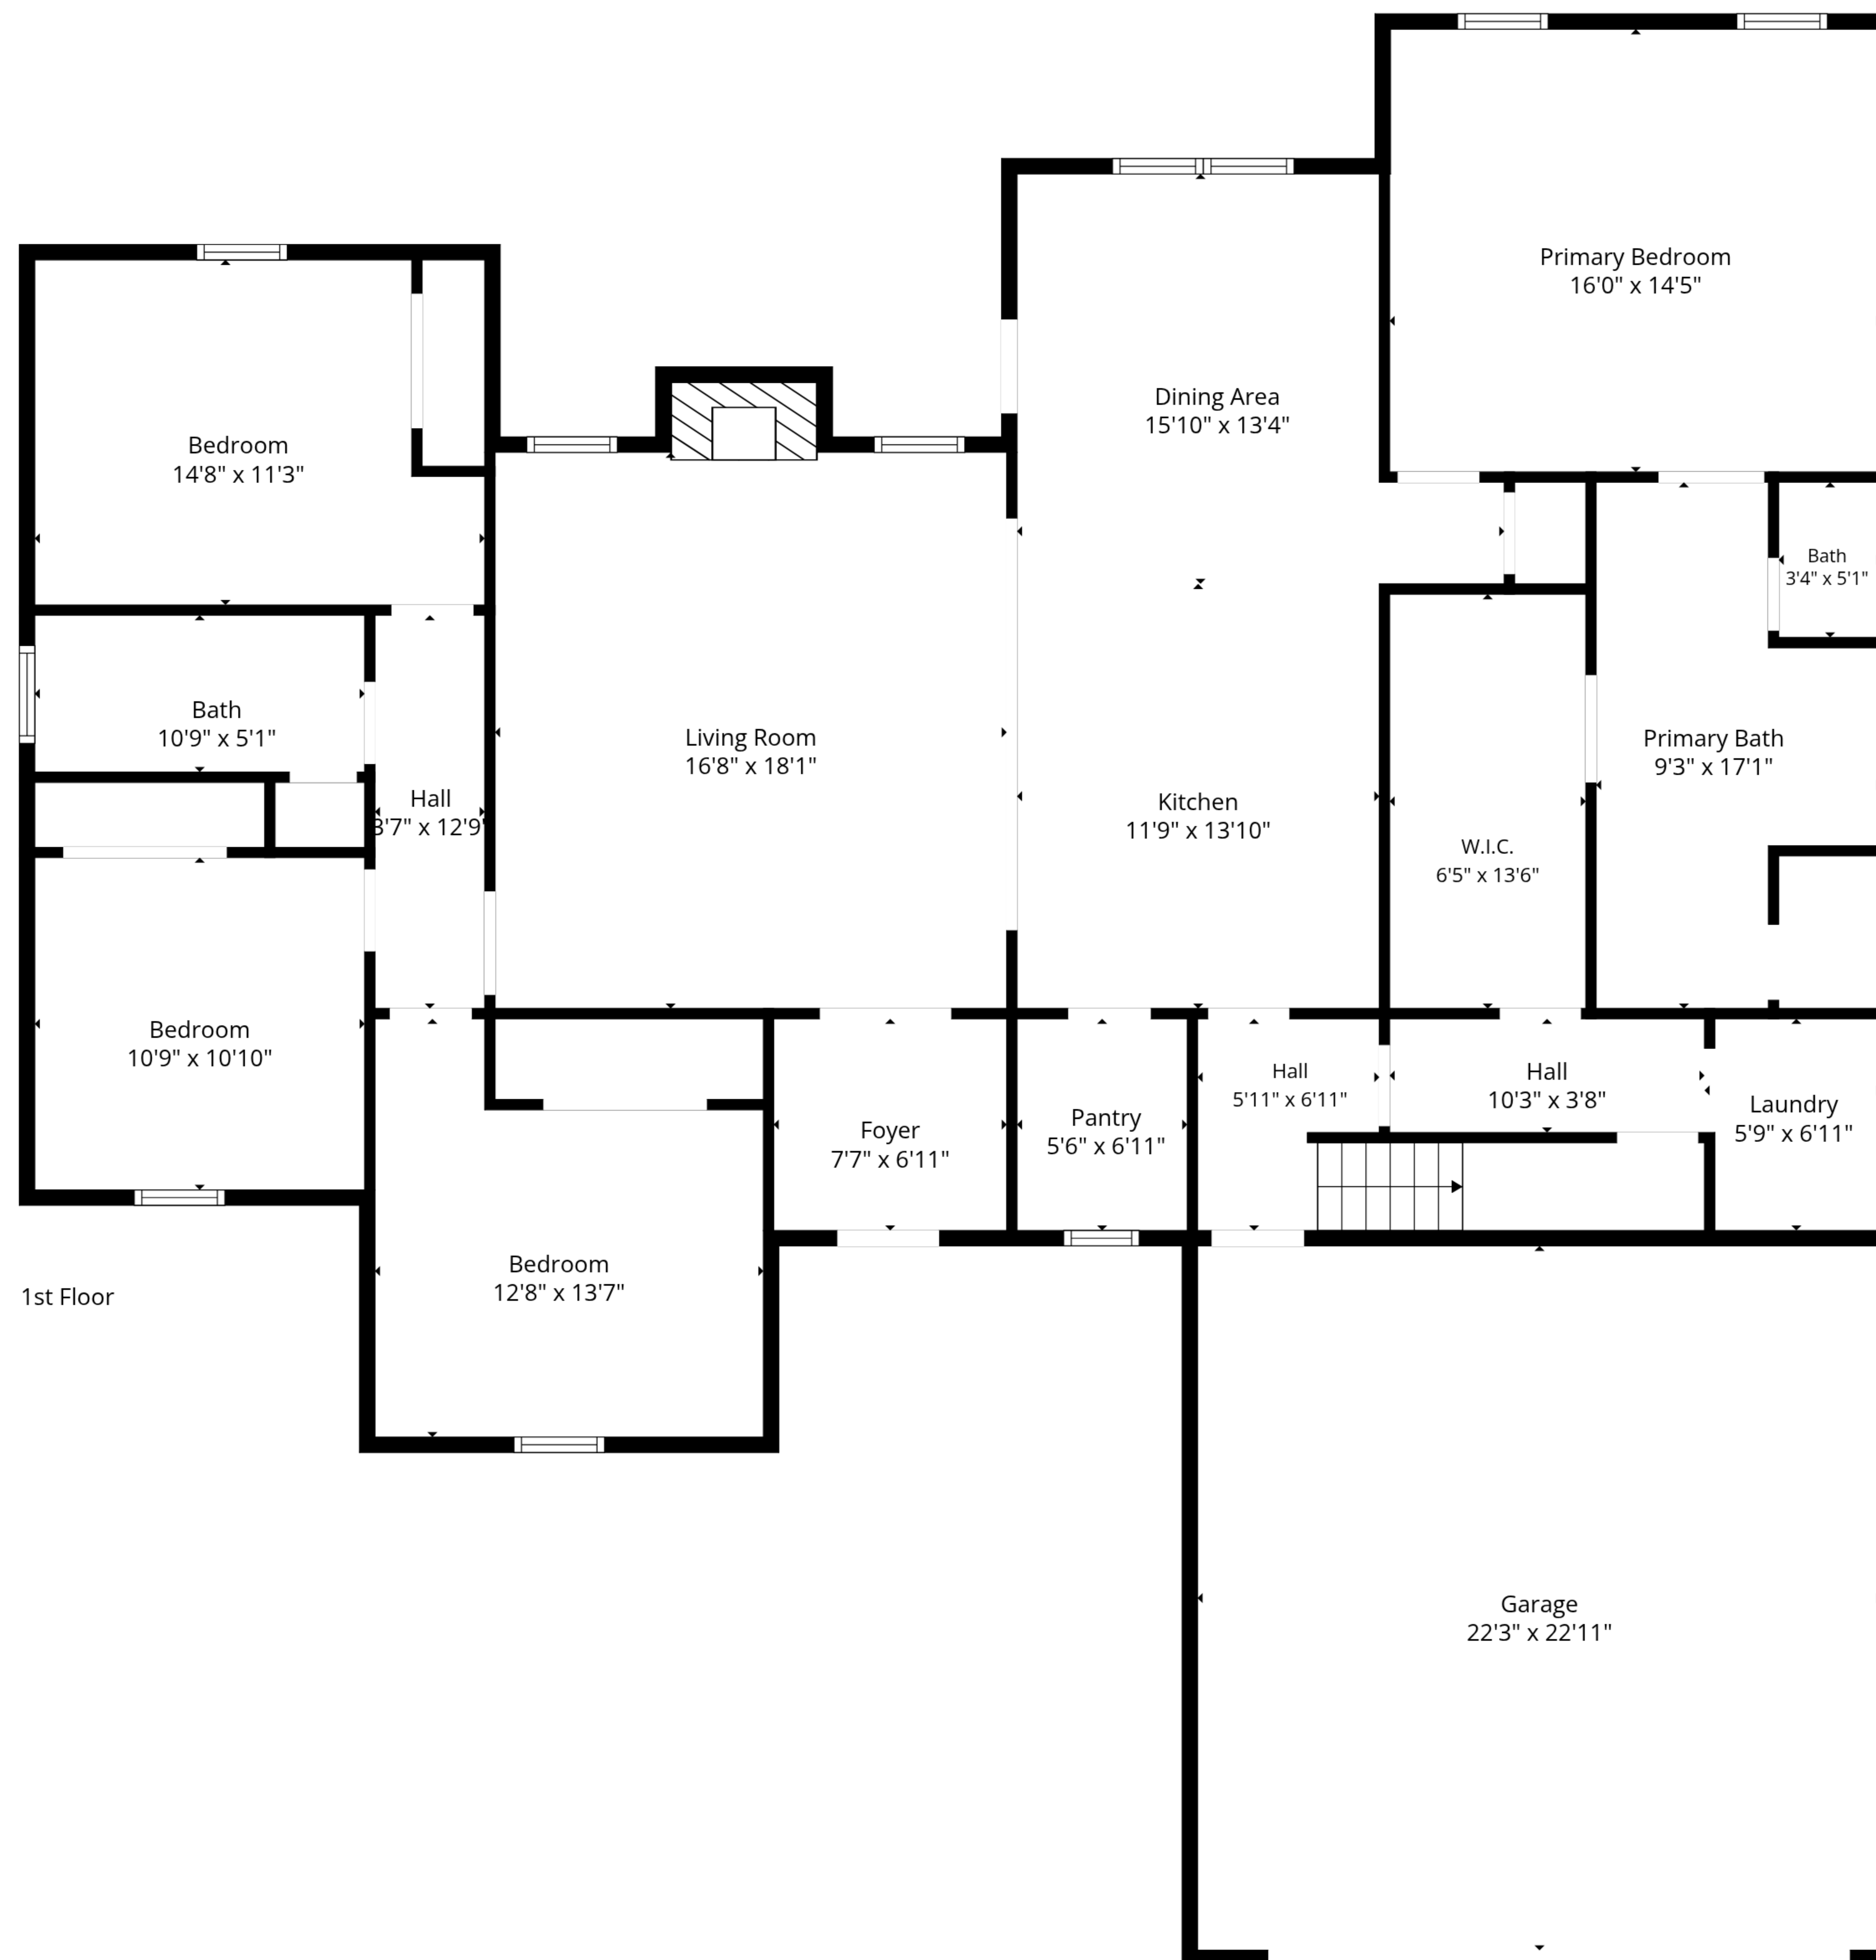 Primary Bedroom
16'0" x 14'5"
Dining Area
15'10" x 13'4"
Bedroom
14'8" x 11'3"
Bath
3'4" x 5'1"
Bath
10'9" x 5'1"
Living Room
16'8" x 18'1"
Primary Bath
9'3" x 17'1"
Hall
3'7" x 12'9"
Kitchen
11'9" x 13'10"
W.I.C.
6'5" x 13'6"
Bedroom
10'9" x 10'10"
Hall
5'11" x 6'11"
Hall
10'3" x 3'8"
Laundry
5'9" x 6'11"
Pantry
5'6" x 6'11"
Foyer
7'7" x 6'11"
Bedroom
12'8" x 13'7"
1st Floor
Garage
22'3" x 22'11"